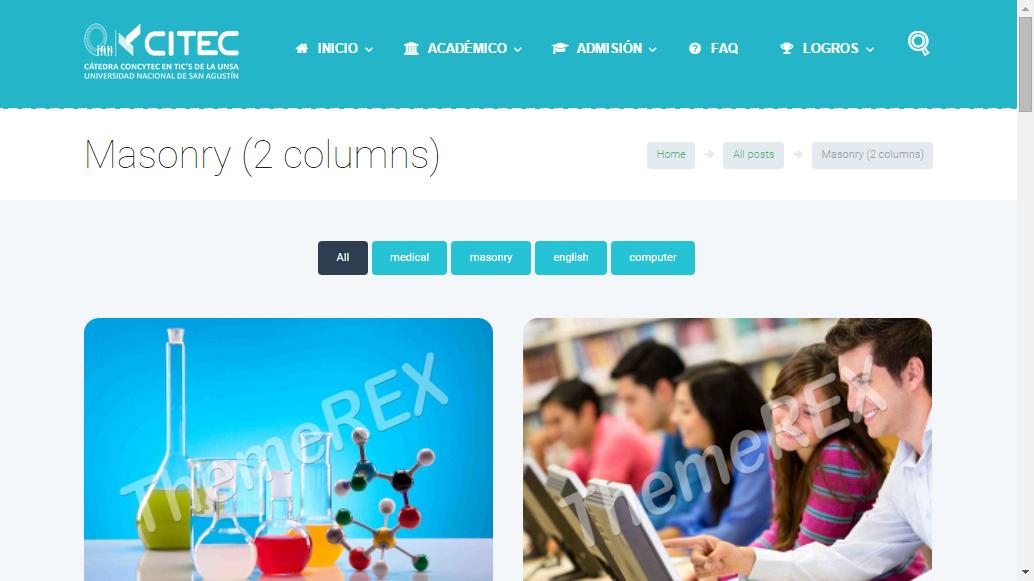 CITEC
CÁTEDRA CONCYTEC EN TIC'S DE LA UNSA
UNIVERSIDAD NACIONAL DE SAN AGUSTÍN
INICIO
ACADÉMICO
ADMISIÓN
FAQ
LOGROS
Masonry (2 columns)
Home
All posts
Masonry (2 columns)
All
medical
masonry
english
computer
ThemeREX
ThemeREX